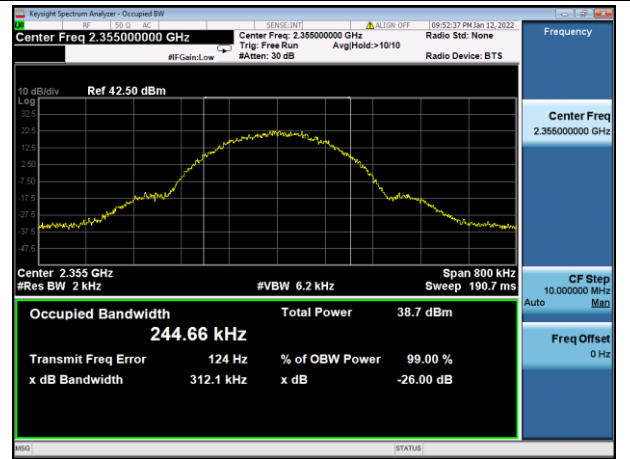 Keysight Spectrum Analyzer - Occupied BW
RF 50 Ω AC SENSE:INT ALIGN OFF 09:52:37 PM Jan 12, 2022
Center Freq 2.355000000 GHz Center Freq: 2.355000000 GHz Radio Std: None
Trig: Free Run Avg|Hold:>10/10
#IFGain:Low #Atten: 30 dB Radio Device: BTS
Frequency
10 dB/div Ref 42.50 dBm
Log
32.5
22.5
12.5
2.50
-7.50
-17.5
-27.5
-37.5
-47.5
Center Freq
2.355000000 GHz
Center 2.355 GHz Span 800 kHz
#Res BW 2 kHz #VBW 6.2 kHz Sweep 190.7 ms
CF Step
10.000000 MHz
Auto Man
Occupied Bandwidth Total Power 38.7 dBm
244.66 kHz
Transmit Freq Error 124 Hz % of OBW Power 99.00 %
x dB Bandwidth 312.1 kHz x dB -26.00 dB
Freq Offset
0 Hz
MSG STATUS